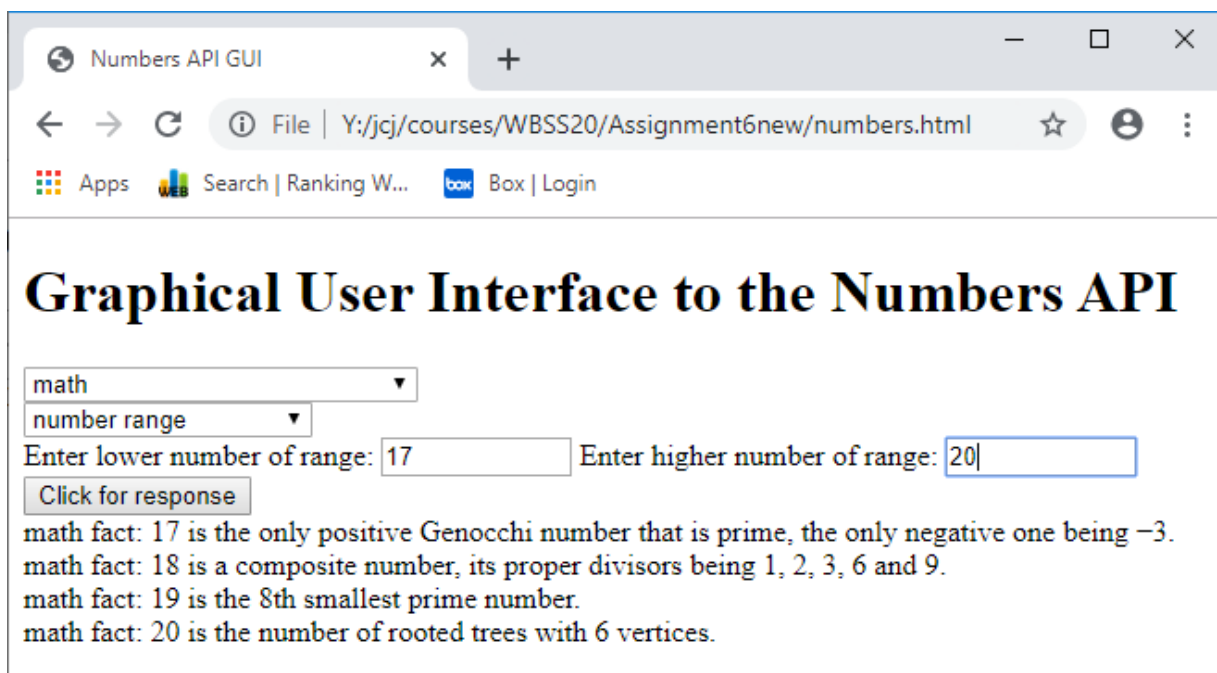 Numbers API GUI
File | Y:/jcj/courses/WBSS20/Assignment6new/numbers.html
Apps WEB Search | Ranking W... box Box | Login
Graphical User Interface to the Numbers API
math
number range
Enter lower number of range: 17 Enter higher number of range: 20
Click for response
math fact: 17 is the only positive Genocchi number that is prime, the only negative one being −3.
math fact: 18 is a composite number, its proper divisors being 1, 2, 3, 6 and 9.
math fact: 19 is the 8th smallest prime number.
math fact: 20 is the number of rooted trees with 6 vertices.